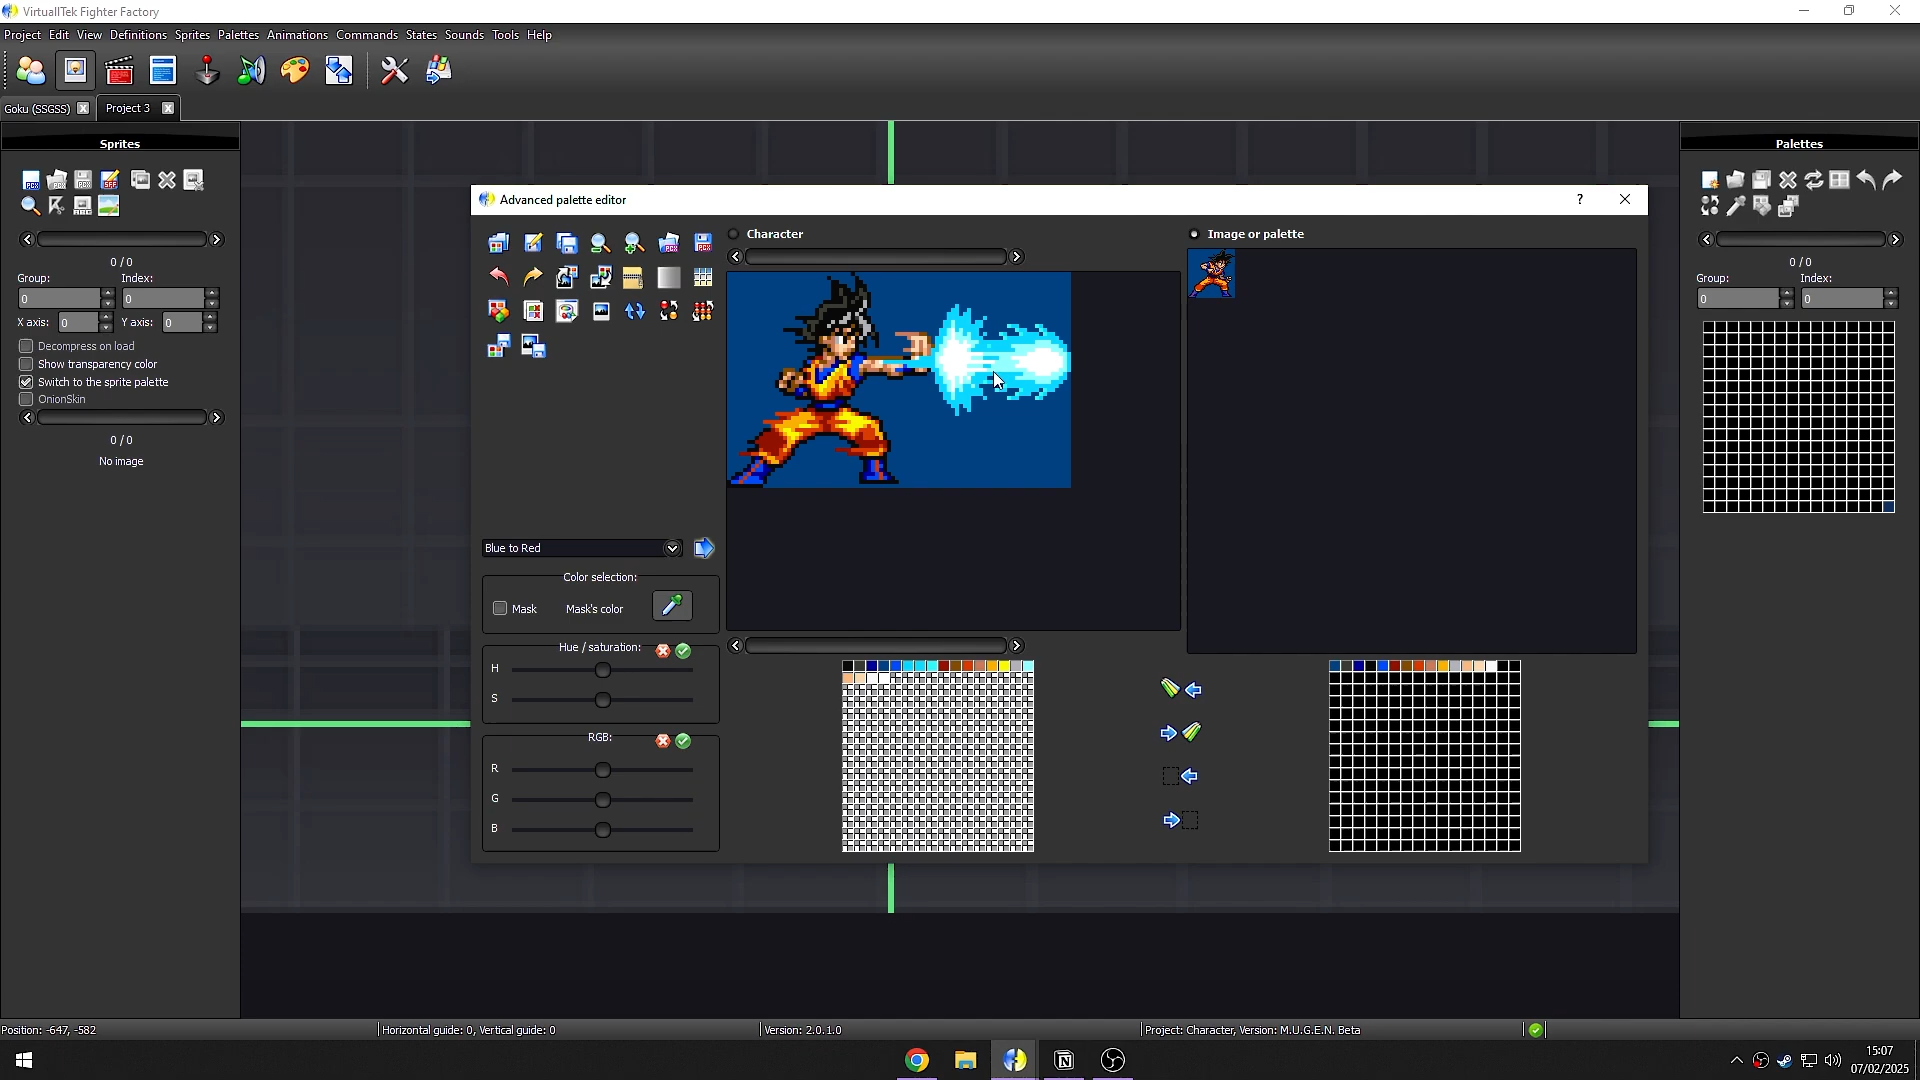 VirtuallTek Fighter Factory
Project Edit View Definitions Sprites Palettes Animations Commands States Sounds Tools Help
Goku (SSGSS) Project 3
Sprites
0 / 0
Group: Index:
0 0
X axis: 0 Y axis: 0
Decompress on load
Show transparency color
Switch to the sprite palette
OnionSkin
0 / 0
No image
Advanced palette editor ?
Character
Image or palette
Blue to Red
Color selection:
Mask Mask's color
Hue / saturation:
H
S
RGB:
R
G
B
Palettes
0 / 0
Group: Index:
0 0
Position: -647, -582
Horizontal guide: 0, Vertical guide: 0
Version: 2.0.1.0
Project: Character, Version: M.U.G.E.N. Beta
15:07
07/02/2025